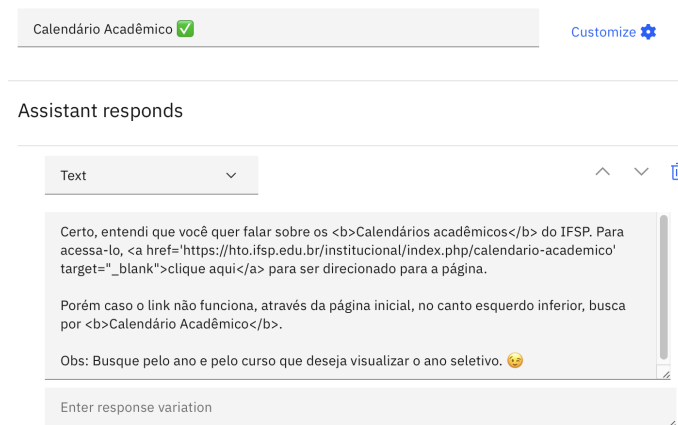 Calendário Acadêmico ✅
Customize
Assistant responds
Text
Certo, entendi que você quer falar sobre os <b>Calendários acadêmicos</b> do IFSP. Para
acessa-lo, <a href='https://hto.ifsp.edu.br/institucional/index.php/calendario-academico'
target="_blank">clique aqui</a> para ser direcionado para a página.
Porém caso o link não funciona, através da página inicial, no canto esquerdo inferior, busca
por <b>Calendário Acadêmico</b>.
Obs: Busque pelo ano e pelo curso que deseja visualizar o ano seletivo. 😉
Enter response variation